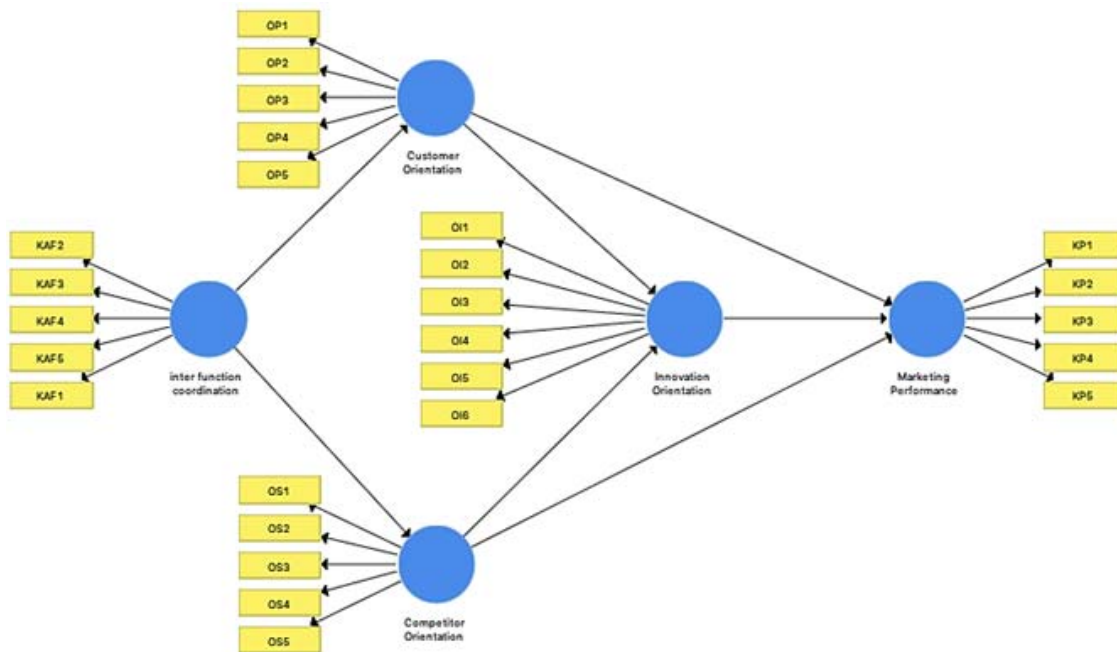 OP1
OP2
OP3
OP4
OP5
Customer
Orientation
KAF2
KAF3
KAF4
KAF5
KAF1
inter function
coordination
OI1
OI2
OI3
OI4
OI5
OI6
Innovation
Orientation
Marketing
Performance
KP1
KP2
KP3
KP4
KP5
OS1
OS2
OS3
OS4
OS5
Competitor
Orientation